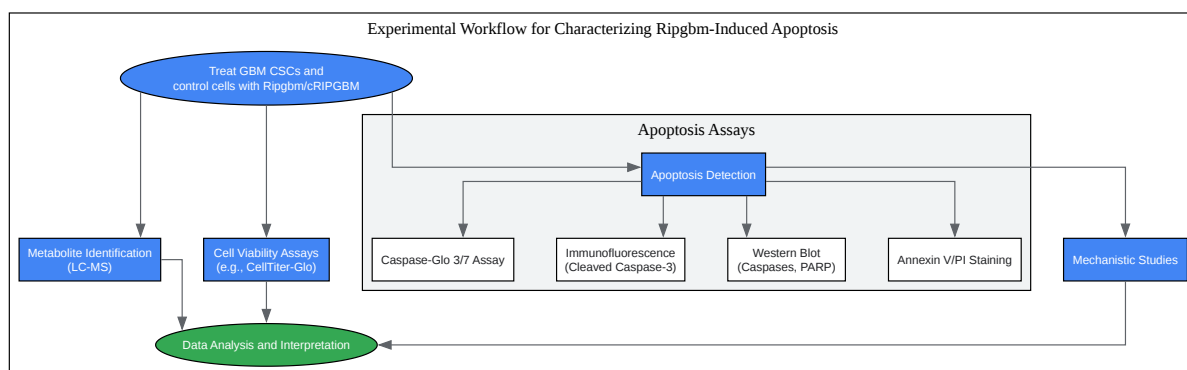 Experimental Workflow for Characterizing Ripgbm-Induced Apoptosis
Treat GBM CSCs and
control cells with Ripgbm/cRIPGBM
Apoptosis Assays
Apoptosis Detection
Metabolite Identification
(LC-MS)
Cell Viability Assays
(e.g., CellTiter-Glo)
Caspase-Glo 3/7 Assay
Immunofluorescence
(Cleaved Caspase-3)
Western Blot
(Caspases, PARP)
Annexin V/PI Staining
Mechanistic Studies
Data Analysis and Interpretation